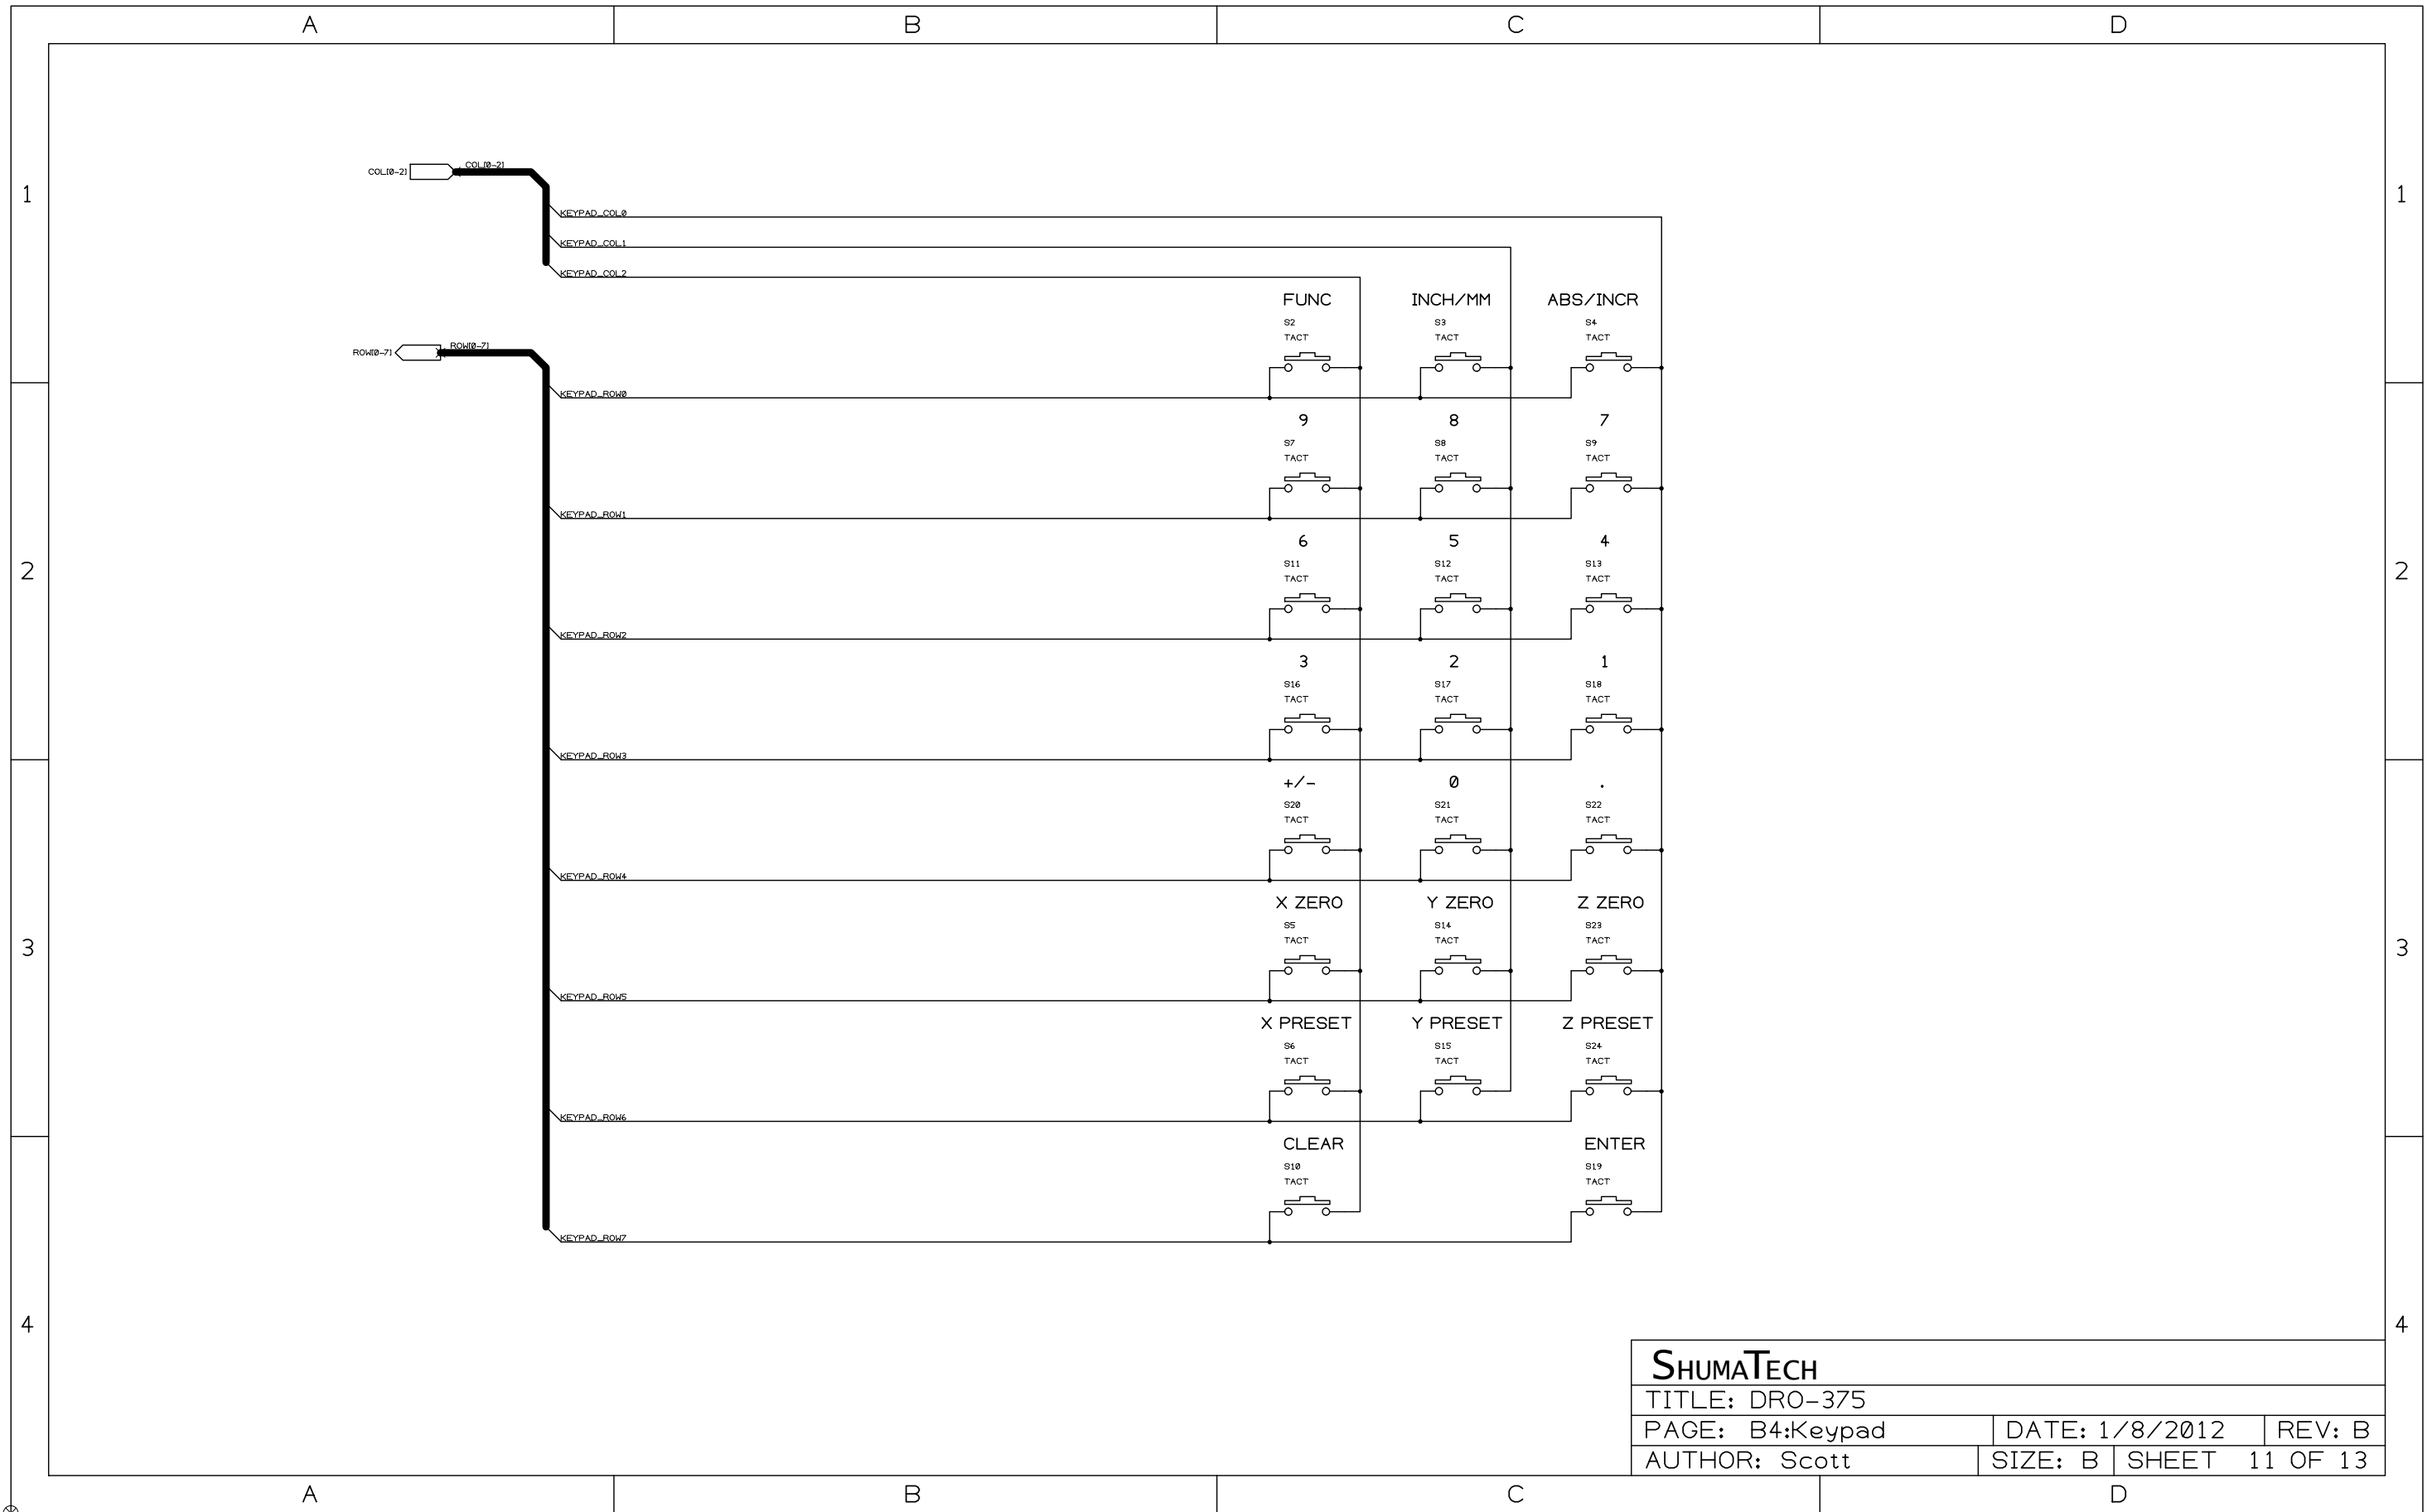 A B C D
COL[0-2] COL[0-2]
1 1
KEYPAD_COL0
KEYPAD_COL1
KEYPAD_COL2
FUNC INCH/MM ABS/INCR
S2 S3 S4
TACT TACT TACT
ROW[0-7] ROW[0-7]
KEYPAD_ROW0
9 8 7
S7 S8 S9
TACT TACT TACT
KEYPAD_ROW1
6 5 4
S11 S12 S13
2 2
TACT TACT TACT
KEYPAD_ROW2
3 2 1
S16 S17 S18
TACT TACT TACT
KEYPAD_ROW3
+/- 0 .
S20 S21 S22
TACT TACT TACT
KEYPAD_ROW4
X ZERO Y ZERO Z ZERO
S5 S14 S23
TACT TACT TACT
3 3
KEYPAD_ROW5
X PRESET Y PRESET Z PRESET
S6 S15 S24
TACT TACT TACT
KEYPAD_ROW6
CLEAR ENTER
S10 S19
TACT TACT
KEYPAD_ROW7
4 4
SHUMATECH
TITLE: DRO-375
PAGE: B4:Keypad DATE: 1/8/2012 REV: B
AUTHOR: Scott SIZE: B SHEET 11 OF 13
A B C D